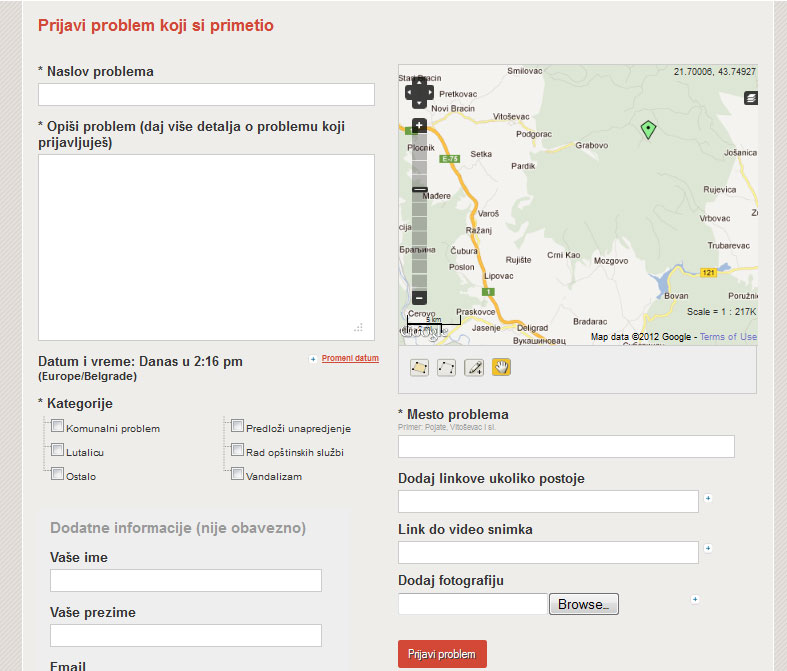 Prijavi problem koji si primetio
* Naslov problema
* Opiši problem (daj više detalja o problemu koji
prijavljuješ)
Datum i vreme: Danas u 2:16 pm
(Europe/Belgrade)
Promeni datum
* Kategorije
Komunalni problem
Predloži unapredjenje
Lutalicu
Rad opštinskih službi
Ostalo
Vandalizam
Dodatne informacije (nije obavezno)
Vaše ime
Vaše prezime
Email
21.70006, 43.74927
Smilovac
Pretkovac
Novi Bracin
Vitoševac
Podgorac
Grabovo
Plocnik
E-75
Setka
Pardik
Jošanica
Mađere
Rujevica
Varoš
Vrbovac
Ražanj
Trubarevac
Браљина
Čubura
Rujište
Crni Kao
Mozgovo
Poslon
Lipovac
121
1
Bovan
Cerovo
Praskovce
Scale = 1 : 217K
5 km
Jasenje
Deligrad
Bradarac
Вукашиновац
Map data ©2012 Google - Terms of Use
* Mesto problema
Primer: Pojate, Vitoševac i sl.
Dodaj linkove ukoliko postoje
Link do video snimka
Dodaj fotografiju
Browse...
Prijavi problem